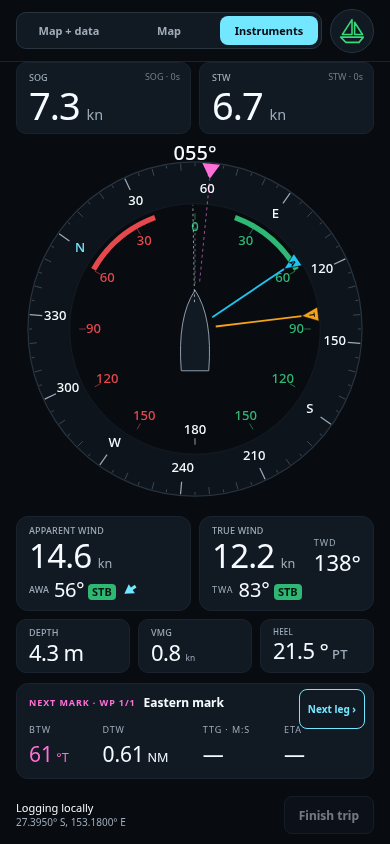 Map + data Map Instruments
SOG SOG · 0s STW STW · 0s
7.3 kn 6.7 kn
055°
60
30 E
0
N 30 30
120
60 60
330 90 90 150
300 120 120
150 150 S
W 180
240 210
APPARENT WIND TRUE WIND
14.6 kn 12.2 kn TWD
138°
AWA 56° STB TWA 83° STB
DEPTH VMG HEEL
4.3 m 0.8 kn 21.5 ° PT
NEXT MARK · WP 1/1 Eastern mark
Next leg ›
BTW DTW TTG · M:S ETA
61 °T 0.61 NM — —
Logging locally
27.3950° S, 153.1800° E
Finish trip